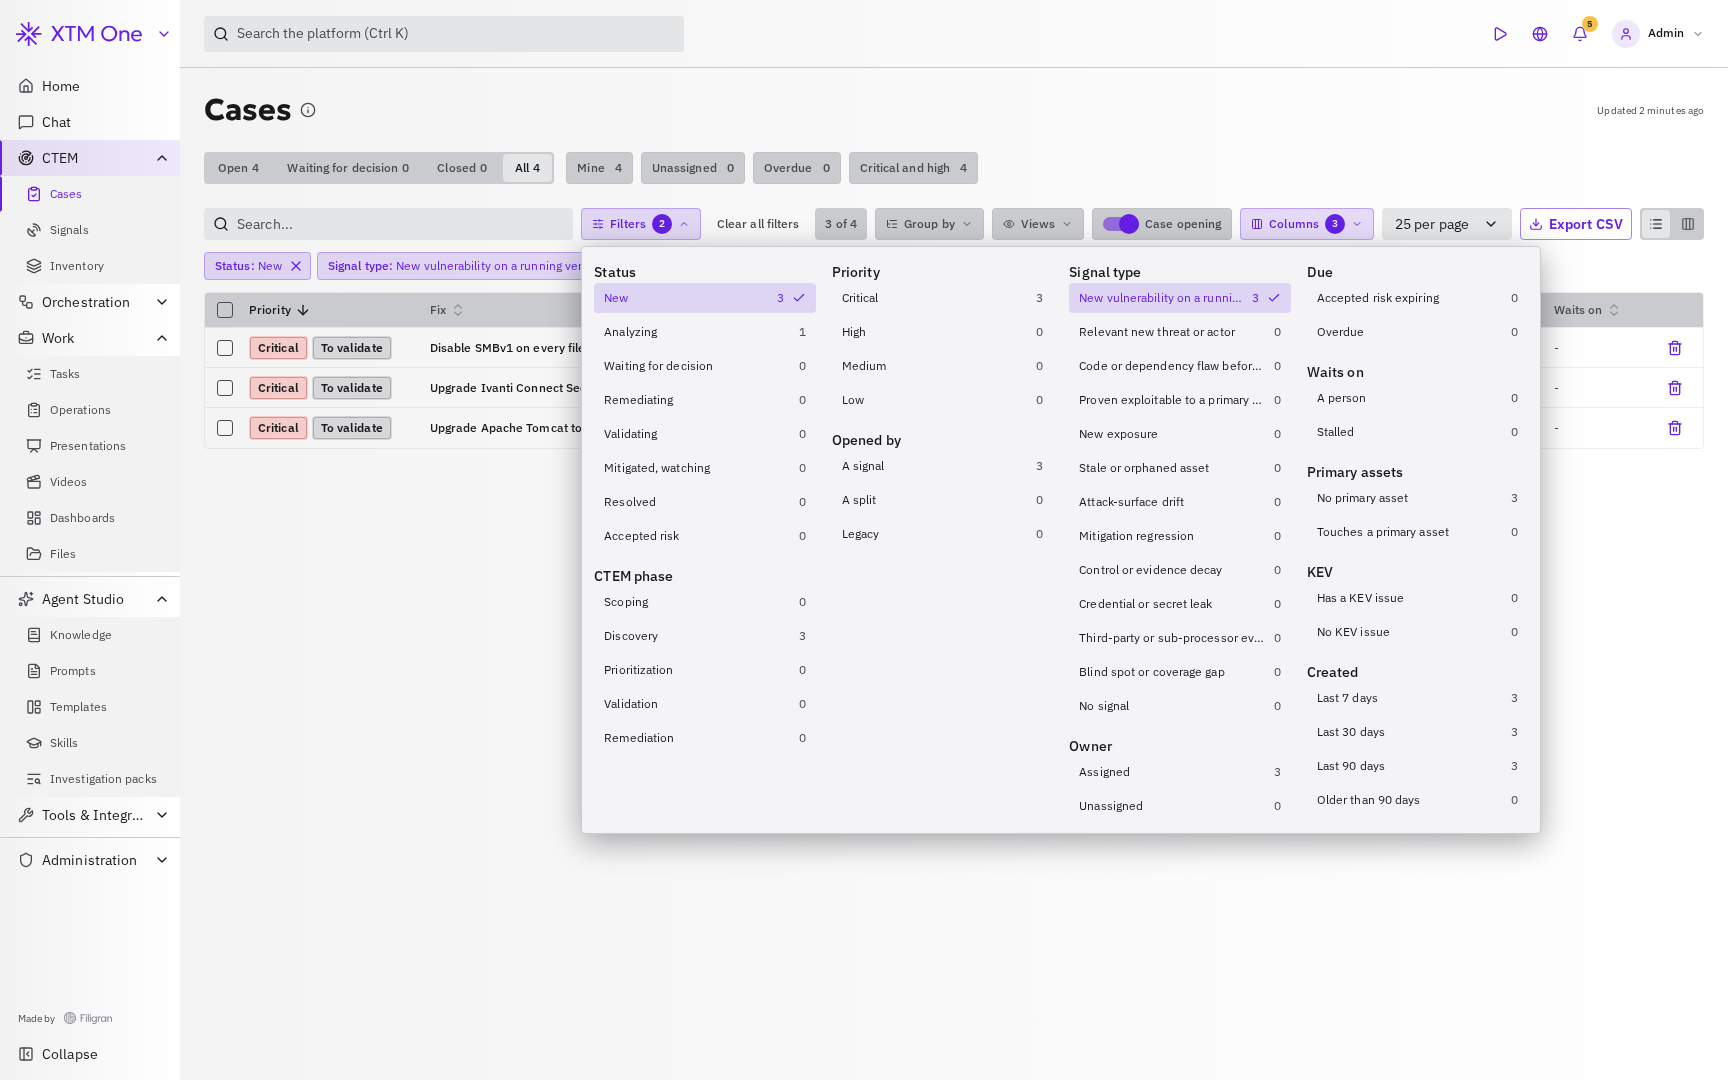 XTM One
Search the platform (Ctrl K)
5
Admin
Home
Chat
CTEM
Cases
Signals
Inventory
Orchestration
Work
Tasks
Operations
Presentations
Videos
Dashboards
Files
Agent Studio
Knowledge
Prompts
Templates
Skills
Investigation packs
Tools & Integr...
Administration
Made by Filigran
Collapse
Cases
Updated 2 minutes ago
Open 4 Waiting for decision 0 Closed 0 All 4 Mine 4 Unassigned 0 Overdue 0 Critical and high 4
Search... Filters 2 Clear all filters 3 of 4 Group by Views Case opening Columns 3 25 per page Export CSV
Status: New Signal type: New vulnerability on a running ver
Priority Fix Waits on
Critical To validate Disable SMBv1 on every file -
Critical To validate Upgrade Ivanti Connect Sec -
Critical To validate Upgrade Apache Tomcat to -
Status
New 3
Analyzing 1
Waiting for decision 0
Remediating 0
Validating 0
Mitigated, watching 0
Resolved 0
Accepted risk 0
CTEM phase
Scoping 0
Discovery 3
Prioritization 0
Validation 0
Remediation 0
Priority
Critical 3
High 0
Medium 0
Low 0
Opened by
A signal 3
A split 0
Legacy 0
Signal type
New vulnerability on a runni... 3
Relevant new threat or actor 0
Code or dependency flaw befor... 0
Proven exploitable to a primary ... 0
New exposure 0
Stale or orphaned asset 0
Attack-surface drift 0
Mitigation regression 0
Control or evidence decay 0
Credential or secret leak 0
Third-party or sub-processor ev... 0
Blind spot or coverage gap 0
No signal 0
Owner
Assigned 3
Unassigned 0
Due
Accepted risk expiring 0
Overdue 0
Waits on
A person 0
Stalled 0
Primary assets
No primary asset 3
Touches a primary asset 0
KEV
Has a KEV issue 0
No KEV issue 0
Created
Last 7 days 3
Last 30 days 3
Last 90 days 3
Older than 90 days 0